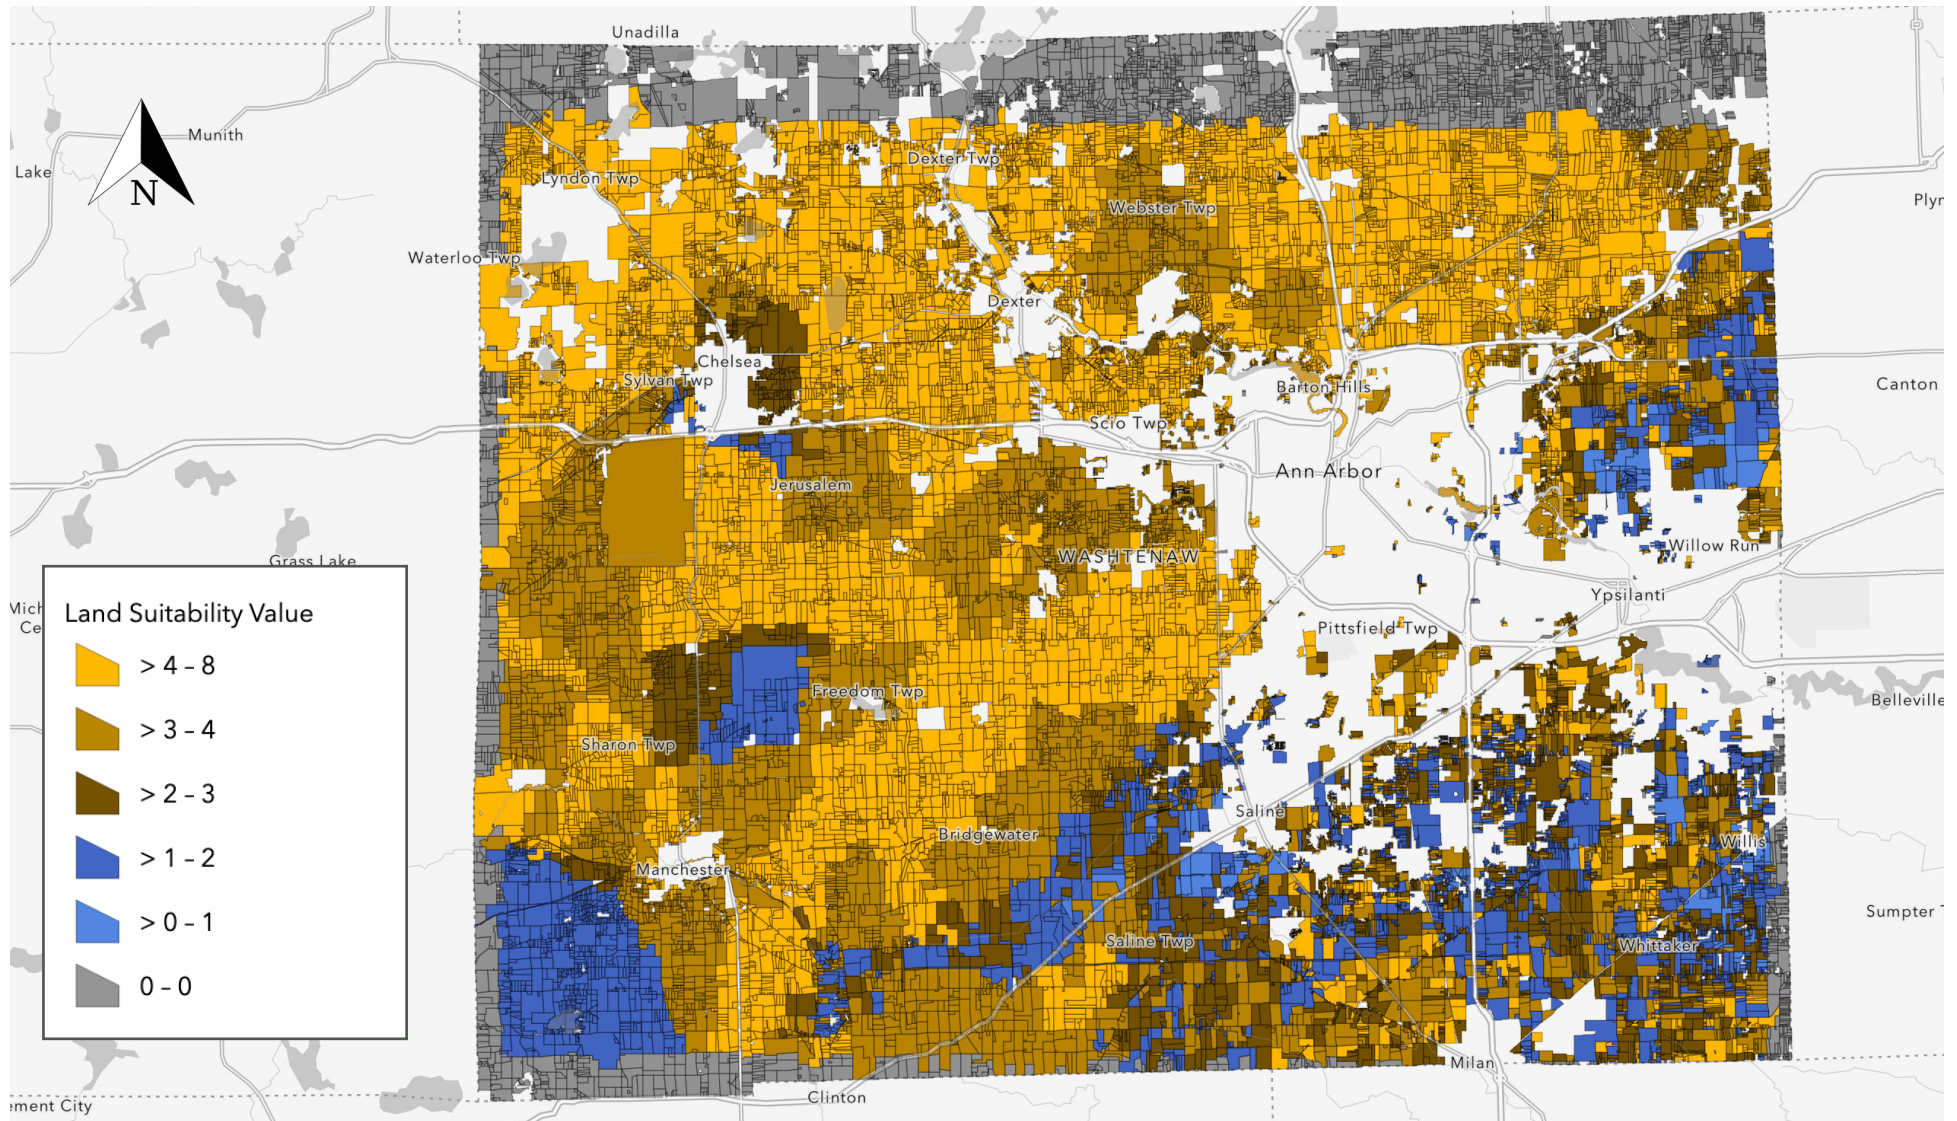 Unadilla
Munith
N
Lake
Dexter Twp
Lyndon Twp
Webster Twp
Plyn
Waterloo Twp
Dexter
Chelsea
Sylvan Twp
Barton Hills
Canton
Scio Twp
Ann Arbor
Jerusalem
Grass Lake
WASHTENAW
Willow Run
Mich
Ce
Ypsilanti
Pittsfield Twp
Freedom Twp
Belleville
Sharon Twp
Saline
Bridgewater
Willis
Manchester
Sumpter T
Saline Twp
Whittaker
Milan
Clinton
ement City
Land Suitability Value
> 4 – 8
> 3 – 4
> 2 – 3
> 1 – 2
> 0 – 1
0 – 0